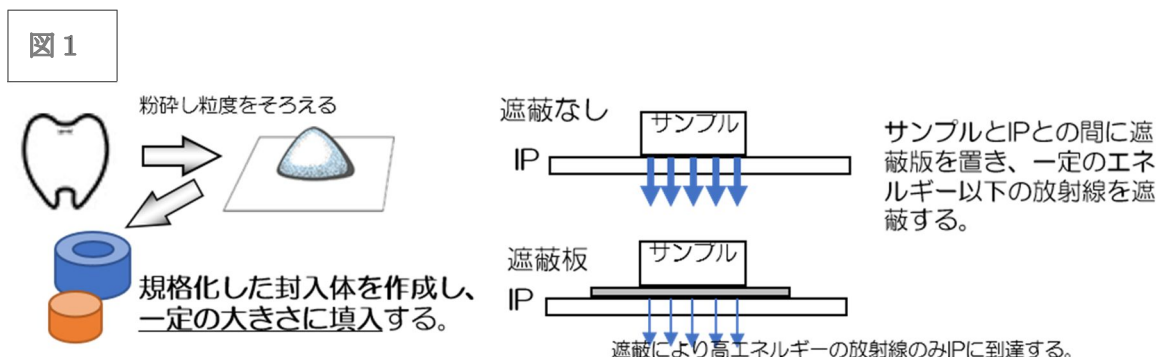 図１
粉砕し粒度をそろえる
規格化した封入体を作成し、
一定の大きさに填入する。
遮蔽なし
サンプル
IP
サンプルとIPとの間に遮
蔽版を置き、一定のエネ
ルギー以下の放射線を遮
蔽する。
遮蔽板
サンプル
IP
遮蔽により高エネルギーの放射線のみIPに到達する。